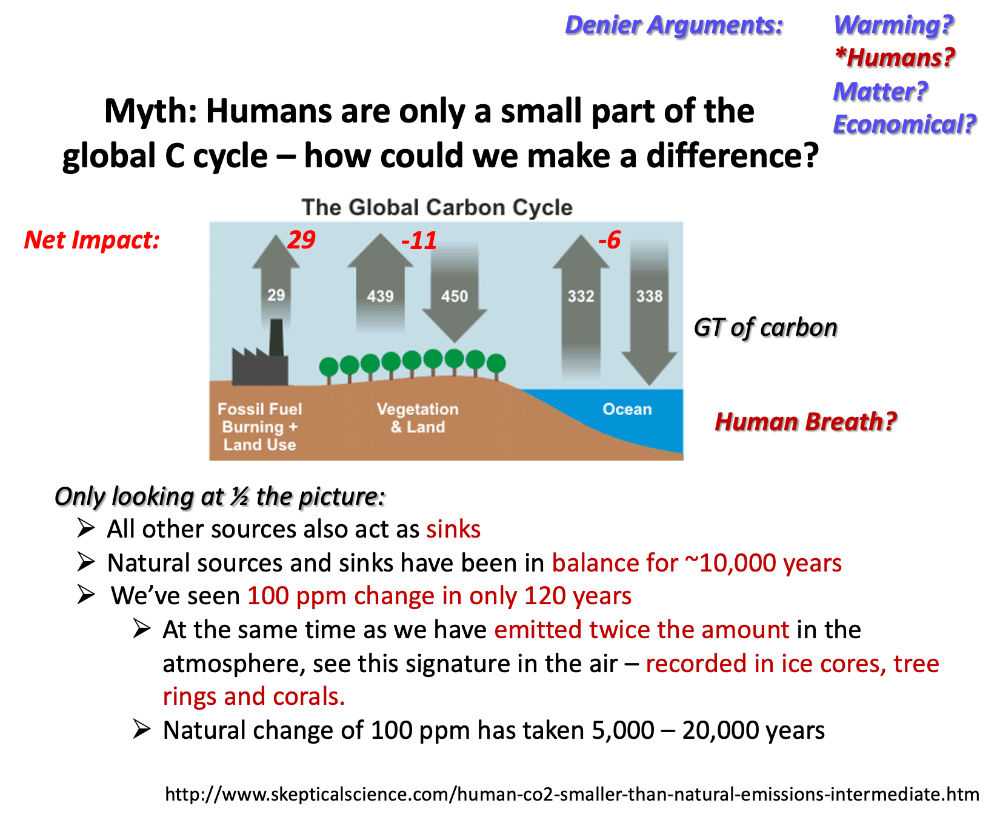 Denier Arguments: Warming?
*Humans?
Matter?
Economical?
Myth: Humans are only a small part of the
global C cycle – how could we make a difference?
The Global Carbon Cycle
Net Impact: 29 -11 -6
29 439 450 332 338
GT of carbon
Fossil Fuel
Burning +
Land Use
Vegetation
& Land
Ocean
Human Breath?
Only looking at ½ the picture:
➢ All other sources also act as sinks
➢ Natural sources and sinks have been in balance for ~10,000 years
➢ We’ve seen 100 ppm change in only 120 years
➢ At the same time as we have emitted twice the amount in the
atmosphere, see this signature in the air – recorded in ice cores, tree
rings and corals.
➢ Natural change of 100 ppm has taken 5,000 – 20,000 years
http://www.skepticalscience.com/human-co2-smaller-than-natural-emissions-intermediate.htm